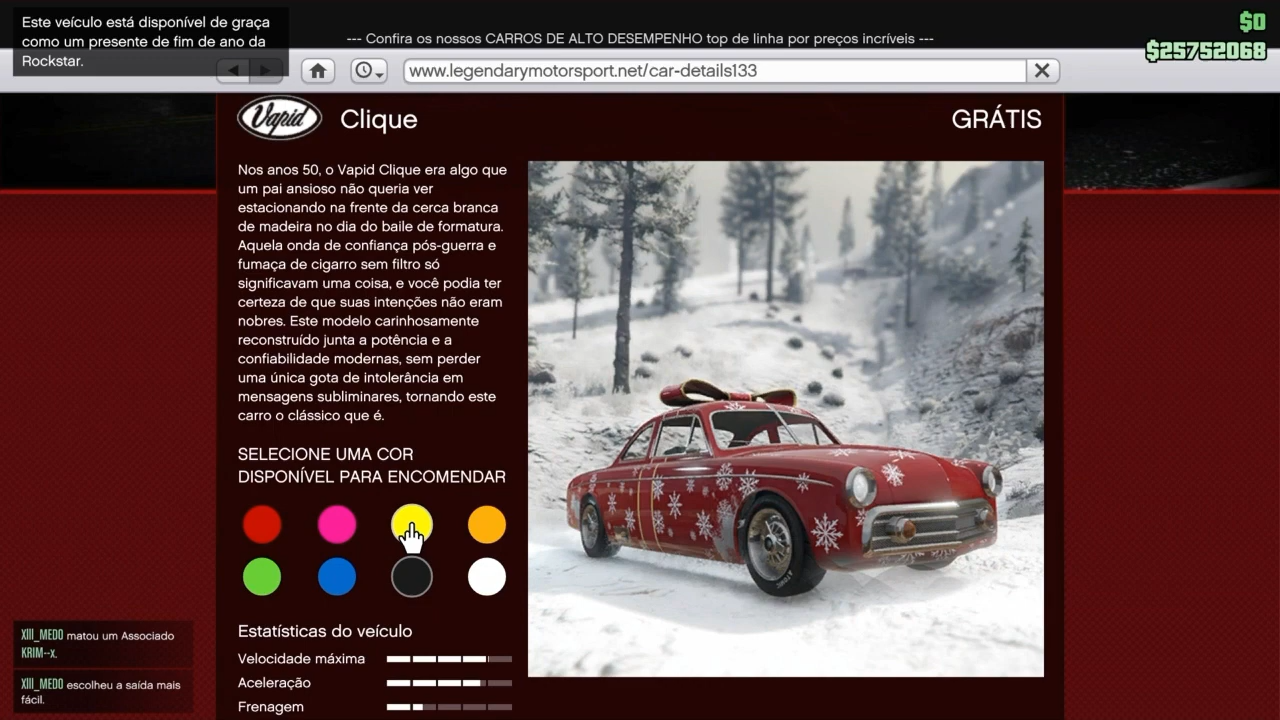 Este veículo está disponível de graça
como um presente de fim de ano da
Rockstar.
--- Confira os nossos CARROS DE ALTO DESEMPENHO top de linha por preços incríveis ---
$0
$25752068
www.legendarymotorsport.net/car-details133
Vapid
Clique
GRÁTIS
Nos anos 50, o Vapid Clique era algo que
um pai ansioso não queria ver
estacionando na frente da cerca branca
de madeira no dia do baile de formatura.
Aquela onda de confiança pós-guerra e
fumaça de cigarro sem filtro só
significavam uma coisa, e você podia ter
certeza de que suas intenções não eram
nobres. Este modelo carinhosamente
reconstruído junta a potência e a
confiabilidade modernas, sem perder
uma única gota de intolerância em
mensagens subliminares, tornando este
carro o clássico que é.
SELECIONE UMA COR
DISPONÍVEL PARA ENCOMENDAR
Estatísticas do veículo
Velocidade máxima
Aceleração
Frenagem
XIII_MEDO matou um Associado
KRIM--x.
XIII_MEDO escolheu a saída mais
fácil.